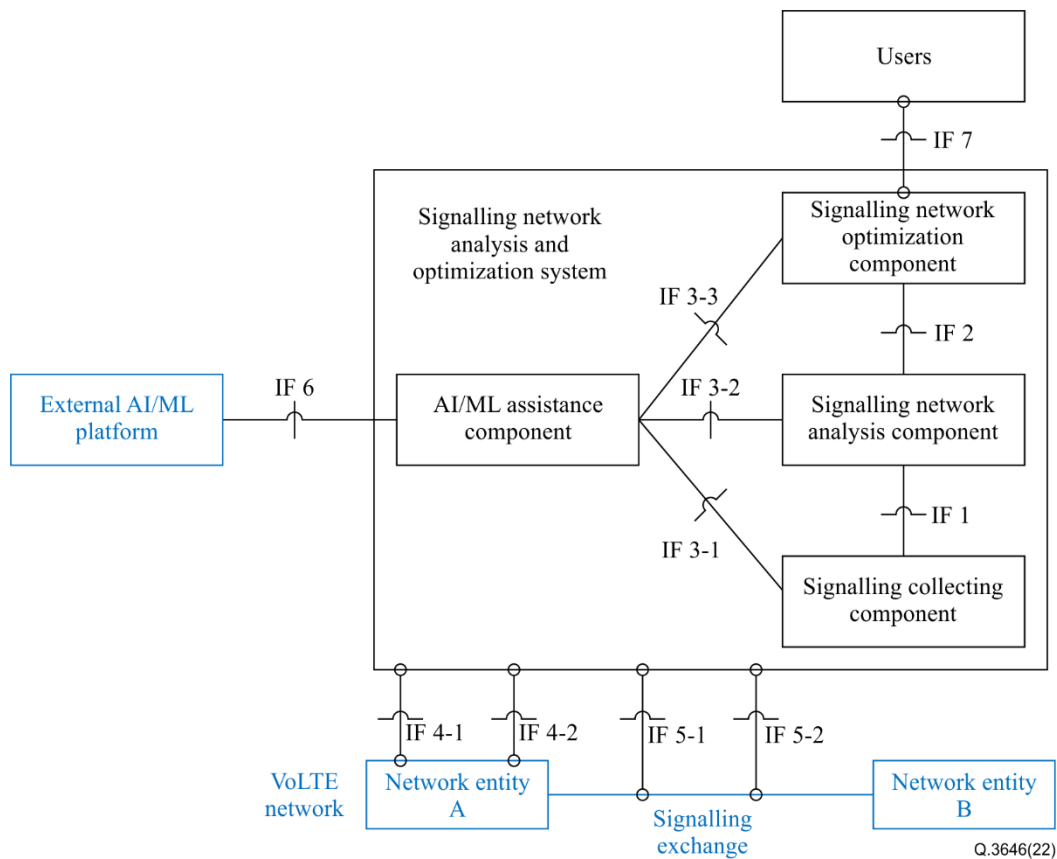 Users
IF 7
Signalling network
analysis and
optimization system
Signalling network
optimization
component
IF 3-3
IF 2
IF 6
IF 3-2
External AI/ML
platform
AI/ML assistance
component
Signalling network
analysis component
IF 1
IF 3-1
Signalling collecting
component
IF 4-1
IF 4-2
IF 5-1
IF 5-2
VoLTE
network
Network entity
A
Signalling
exchange
Network entity
B
Q.3646(22)